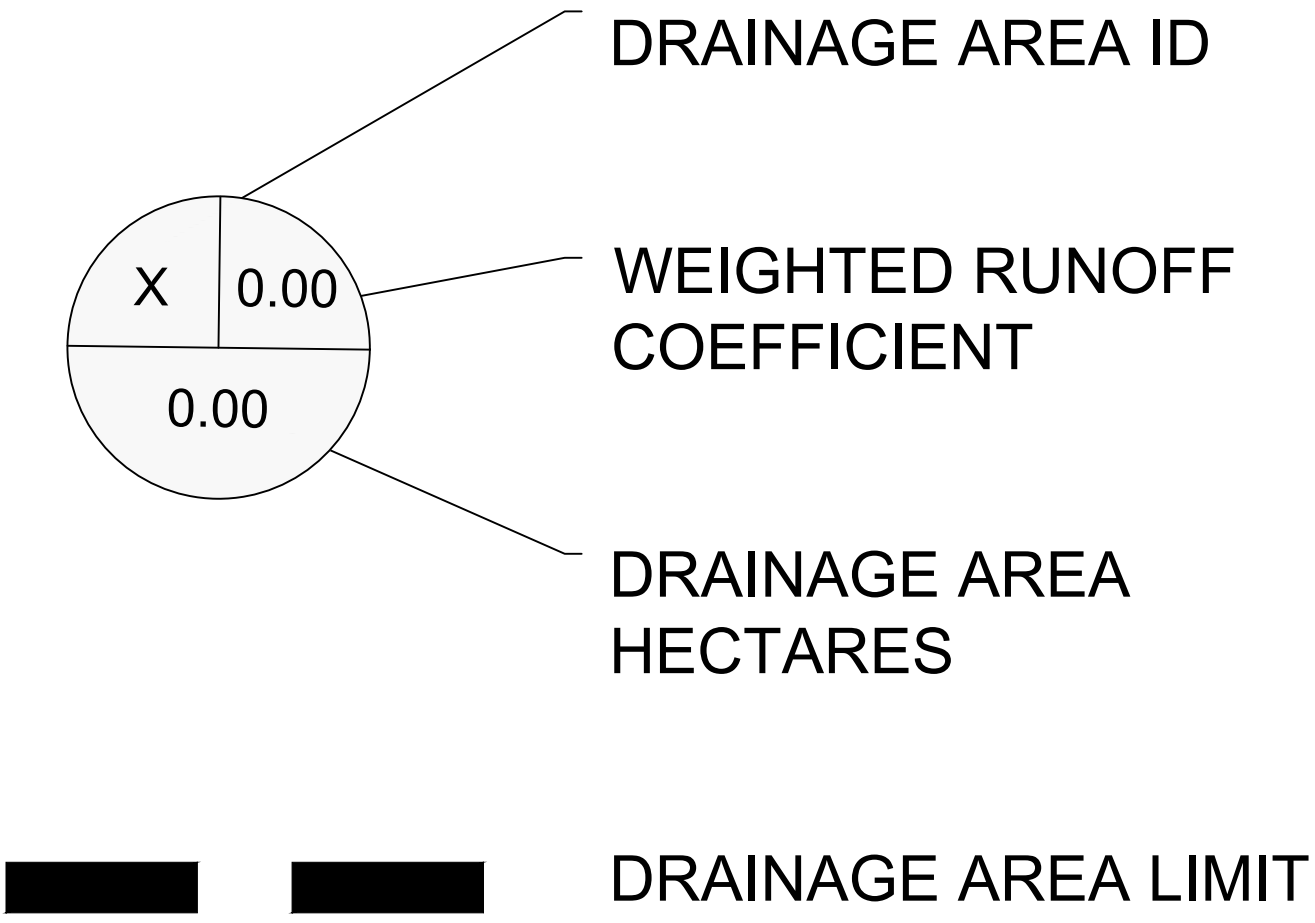 DRAINAGE AREA ID
X 0.00
WEIGHTED RUNOFF
COEFFICIENT
0.00
DRAINAGE AREA
HECTARES
DRAINAGE AREA LIMIT